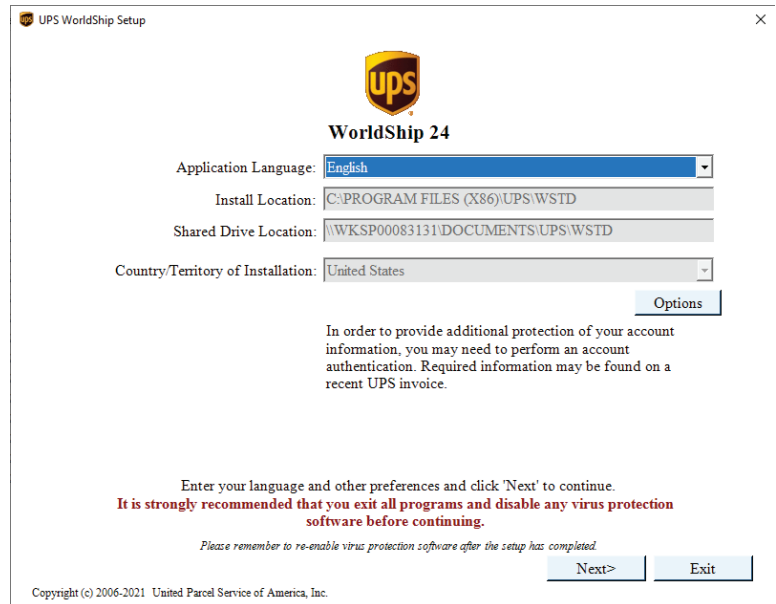 UPS WorldShip Setup
ups
WorldShip 24
Application Language: English
Install Location: C:\PROGRAM FILES (X86)\UPS\WSTD
Shared Drive Location: \\WKSP00083131\DOCUMENTS\UPS\WSTD
Country/Territory of Installation: United States
Options
In order to provide additional protection of your account
information, you may need to perform an account
authentication. Required information may be found on a
recent UPS invoice.
Enter your language and other preferences and click 'Next' to continue.
It is strongly recommended that you exit all programs and disable any virus protection
software before continuing.
Please remember to re-enable virus protection software after the setup has completed.
Next> Exit
Copyright (c) 2006-2021 United Parcel Service of America, Inc.